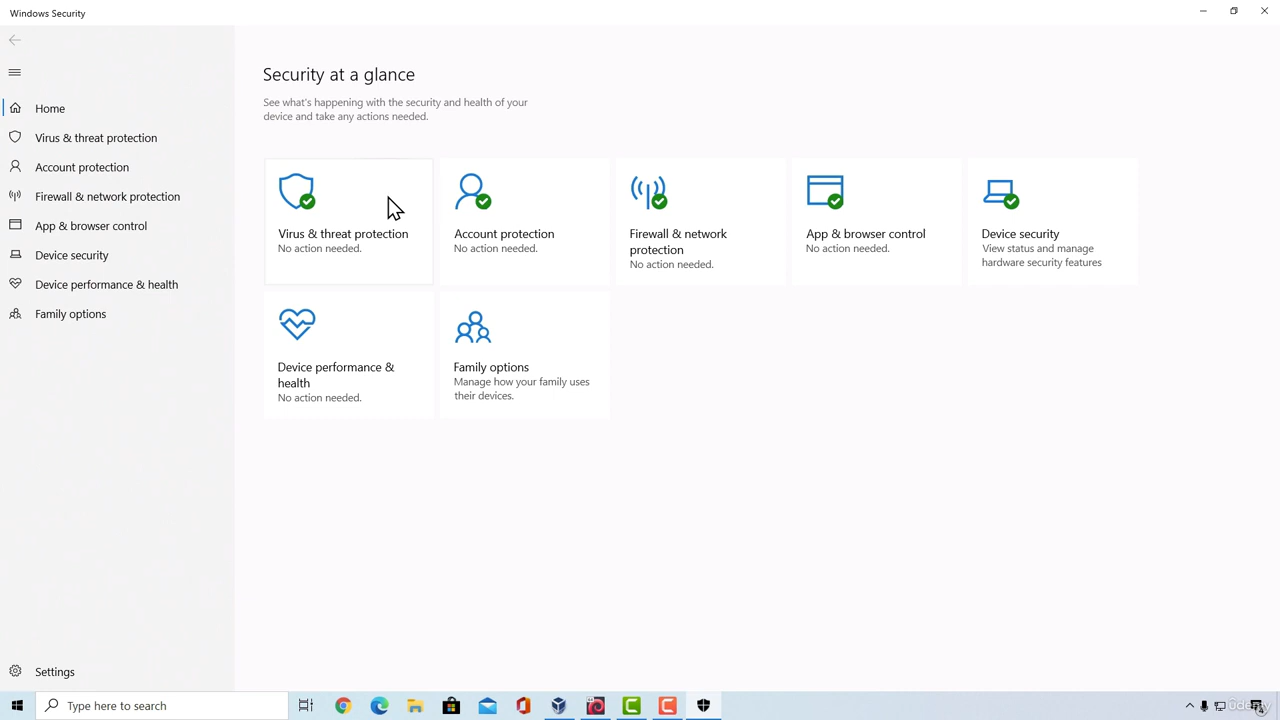 Windows Security
Home
Virus & threat protection
Account protection
Firewall & network protection
App & browser control
Device security
Device performance & health
Family options
Settings
Security at a glance
See what's happening with the security and health of your
device and take any actions needed.
Virus & threat protection
No action needed.
Account protection
No action needed.
Firewall & network
protection
No action needed.
App & browser control
No action needed.
Device security
View status and manage
hardware security features
Device performance &
health
No action needed.
Family options
Manage how your family uses
their devices.
Type here to search